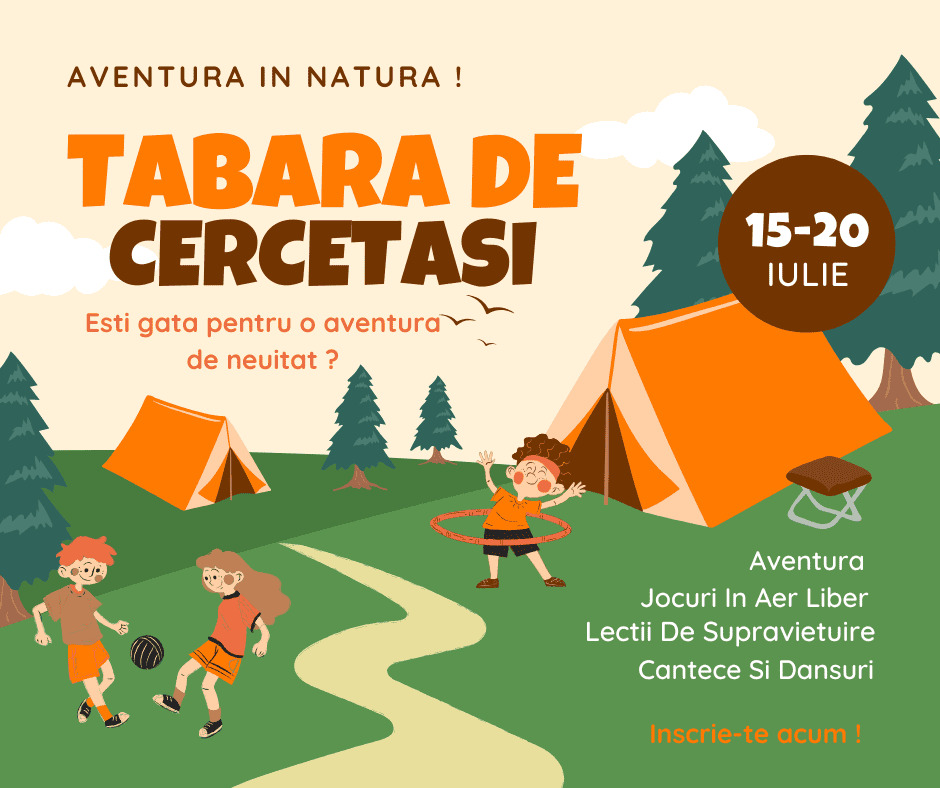 AVENTURA IN NATURA !
TABARA DE
CERCETASI
Esti gata pentru o aventura
de neuitat ?
15-20
IULIE
Aventura
Jocuri In Aer Liber
Lectii De Supravietuire
Cantece Si Dansuri
Inscrie-te acum !